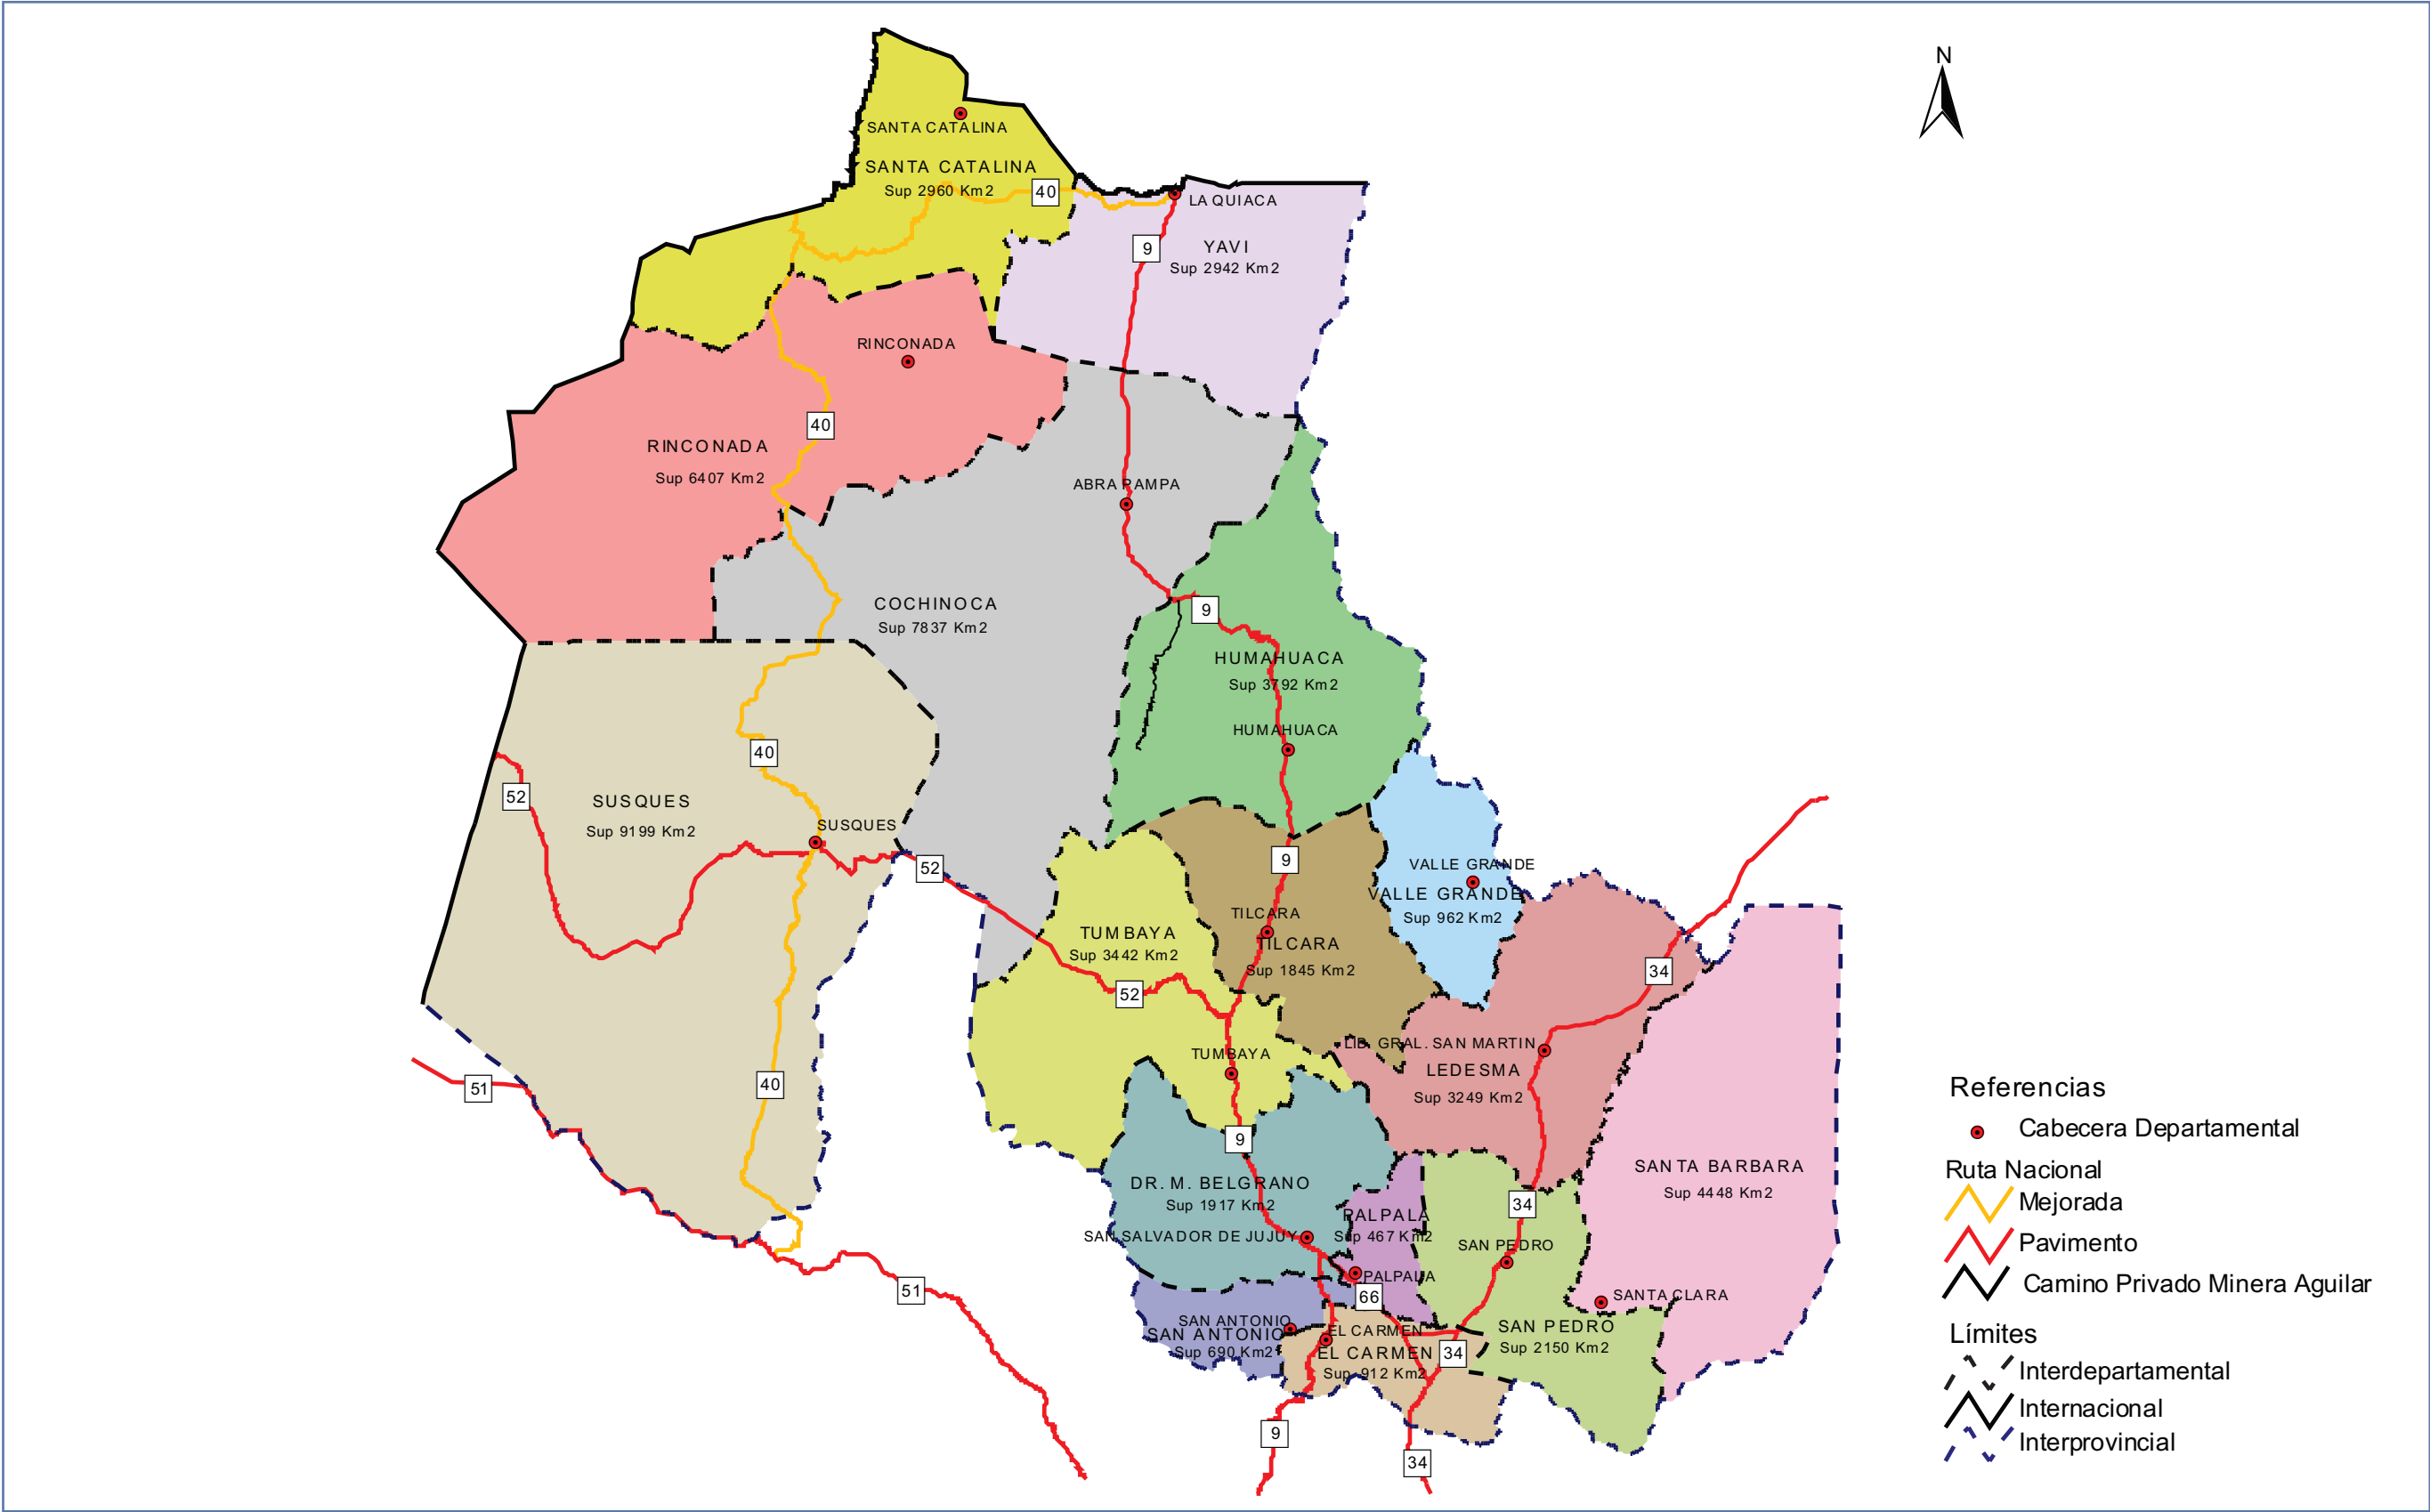 N
SANTA CATALINA
SANTA CATALINA
Sup 2960 Km2
40
LA QUIACA
9
YAVI
Sup 2942 Km2
RINCONADA
40
RINCONADA
Sup 6407 Km2
ABRA PAMPA
COCHINOCA
Sup 7837 Km2
9
HUMAHUACA
Sup 3792 Km2
HUMAHUACA
40
52
SUSQUES
Sup 9199 Km2
SUSQUES
52
9
VALLE GRANDE
VALLE GRANDE
Sup 962 Km2
TILCARA
TILCARA
Sup 1845 Km2
TUMBAYA
Sup 3442 Km2
52
34
TUMBAYA
LIB. GRAL. SAN MARTIN
LEDESMA
Sup 3249 Km2
40
51
9
SANTA BARBARA
Sup 4448 Km2
DR. M. BELGRANO
Sup 1917 Km2
34
PALPALA
Sup 467 Km2
SAN SALVADOR DE JUJUY
SAN PEDRO
PALPALA
51
66
SANTA CLARA
SAN ANTONIO
SAN ANTONIO
Sup 690 Km2
EL CARMEN
EL CARMEN
Sup 912 Km2
34
SAN PEDRO
Sup 2150 Km2
9
34
Referencias
Cabecera Departamental
Ruta Nacional
Mejorada
Pavimento
Camino Privado Minera Aguilar
Límites
Interdepartamental
Internacional
Interprovincial